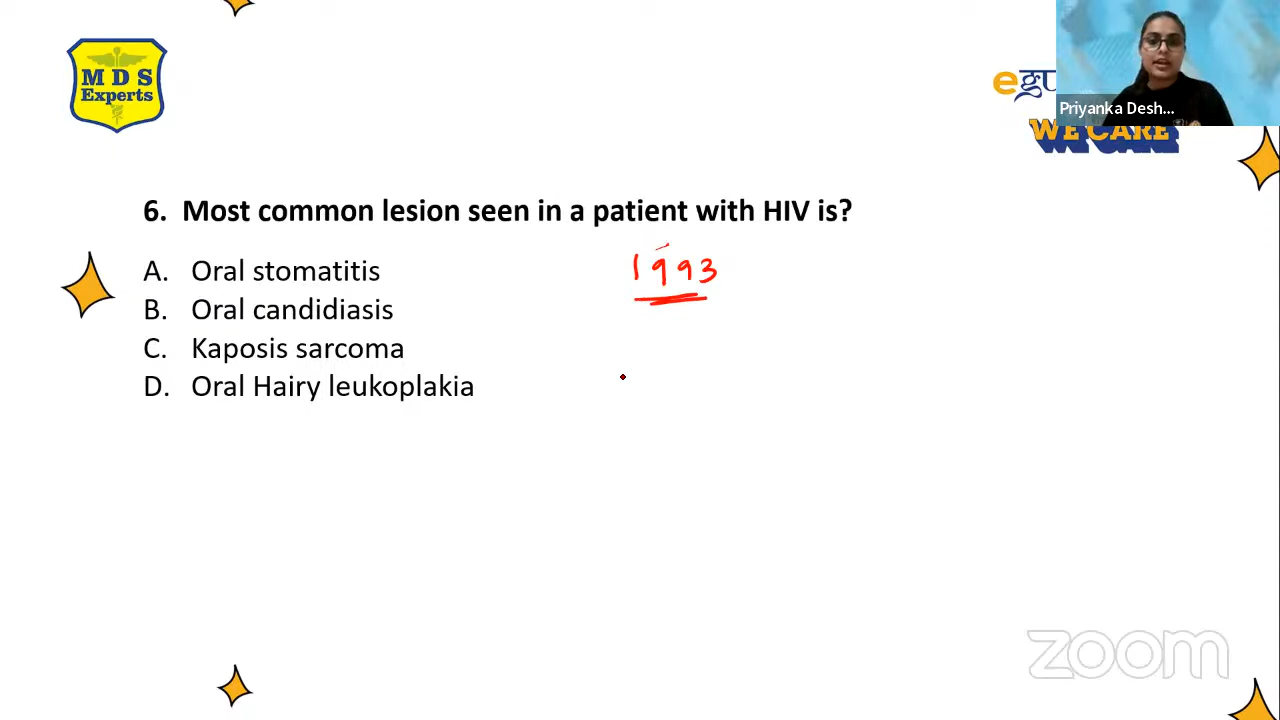 MDS
Experts
Priyanka Desh...
WE CARE
6. Most common lesion seen in a patient with HIV is?
A. Oral stomatitis
B. Oral candidiasis
C. Kaposis sarcoma
D. Oral Hairy leukoplakia
1993
zoom